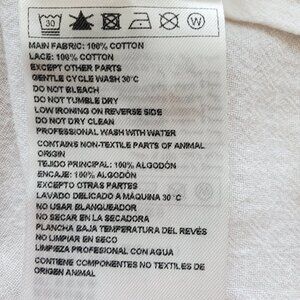 30
W
MAIN FABRIC: 100% COTTON
LACE: 100% COTTON
EXCEPT OTHER PARTS
GENTLE CYCLE WASH 30°C
DO NOT BLEACH
DO NOT TUMBLE DRY
LOW IRONING ON REVERSE SIDE
DO NOT DRY CLEAN
PROFESSIONAL WASH WITH WATER
CONTAINS NON-TEXTILE PARTS OF ANIMAL
ORIGIN
TEJIDO PRINCIPAL: 100% ALGODÓN
ENCAJE: 100% ALGODÓN
EXCEPTO OTRAS PARTES
LAVADO DELICADO A MÁQUINA 30°C
NO USAR BLANQUEADOR
NO SECAR EN LA SECADORA
PLANCHA BAJA TEMPERATURA DEL REVÉS
NO LIMPIAR EN SECO
LIMPIEZA PROFESIONAL CON AGUA
CONTIENE COMPONENTES NO TEXTILES DE
ORIGEN ANIMAL